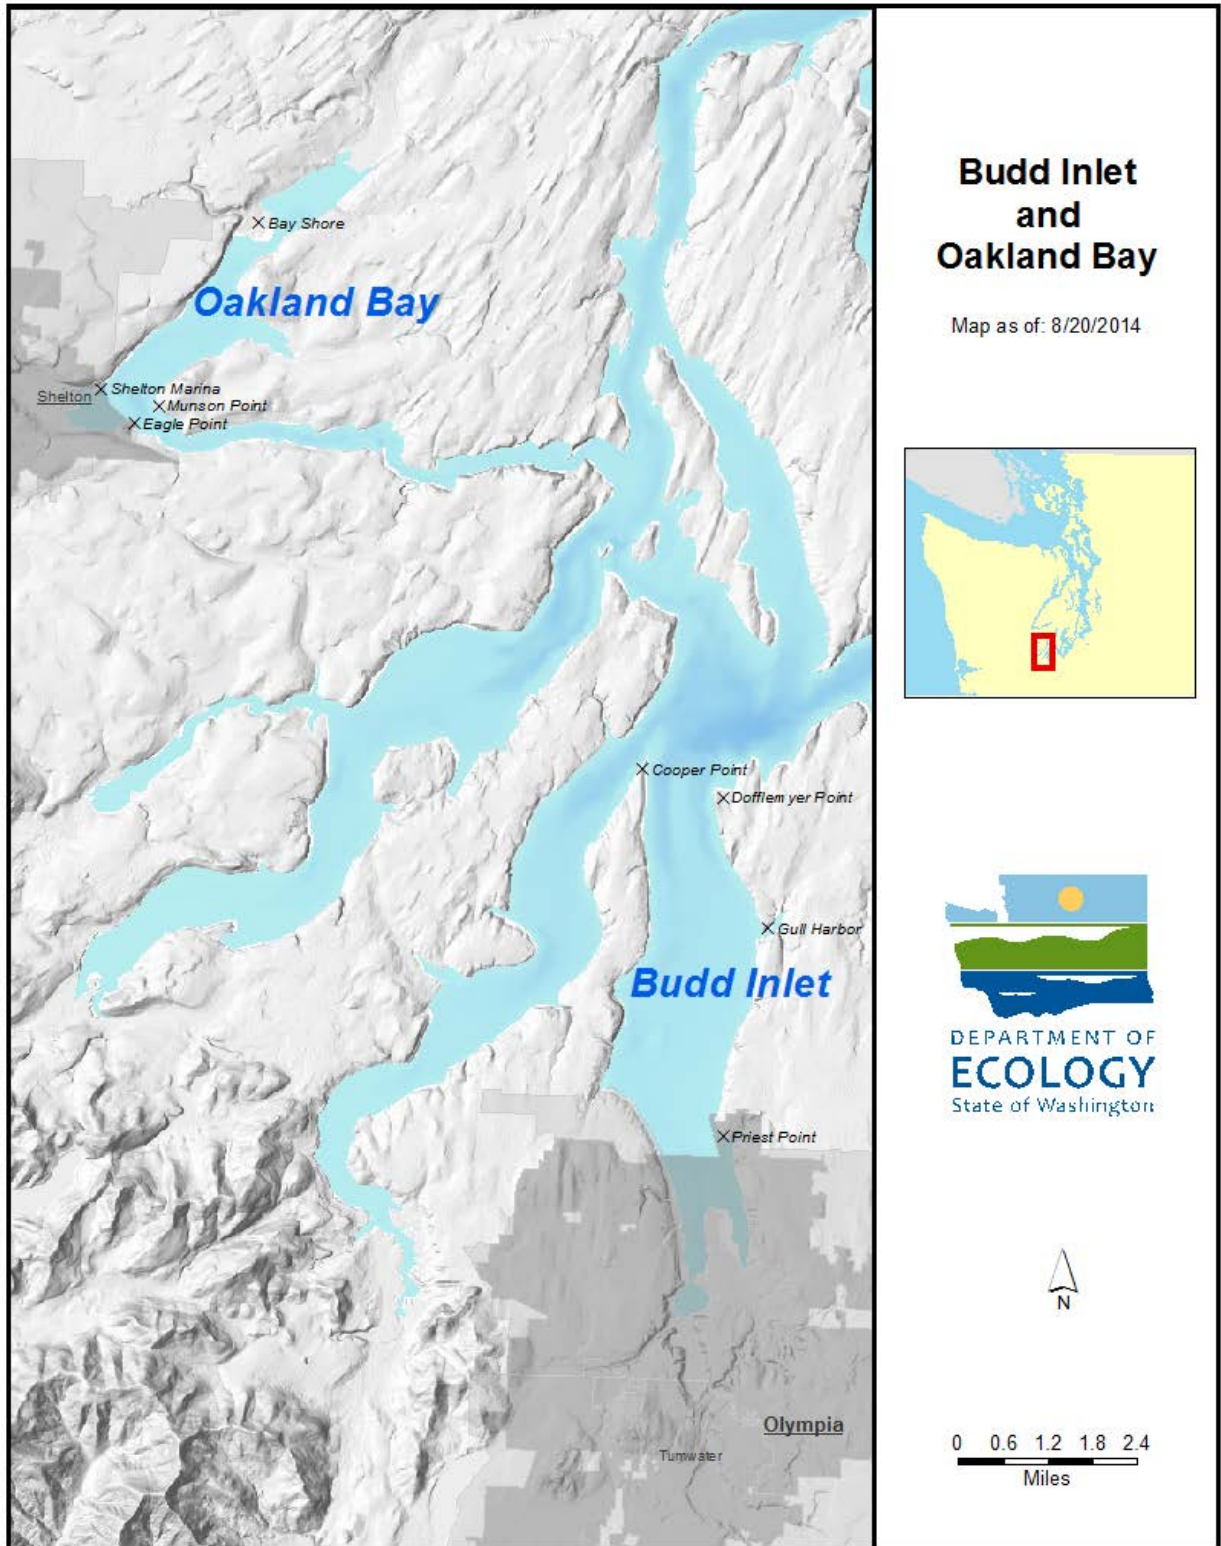 Budd Inlet
and
Oakland Bay
Map as of: 8/20/2014
Bay Shore
Oakland Bay
Shelton
Shelton Marina
Munson Point
Eagle Point
Cooper Point
Dofflemyer Point
Gull Harbor
Budd Inlet
Priest Point
Olympia
Tumwater
DEPARTMENT OF
ECOLOGY
State of Washington
N
0 0.6 1.2 1.8 2.4
Miles